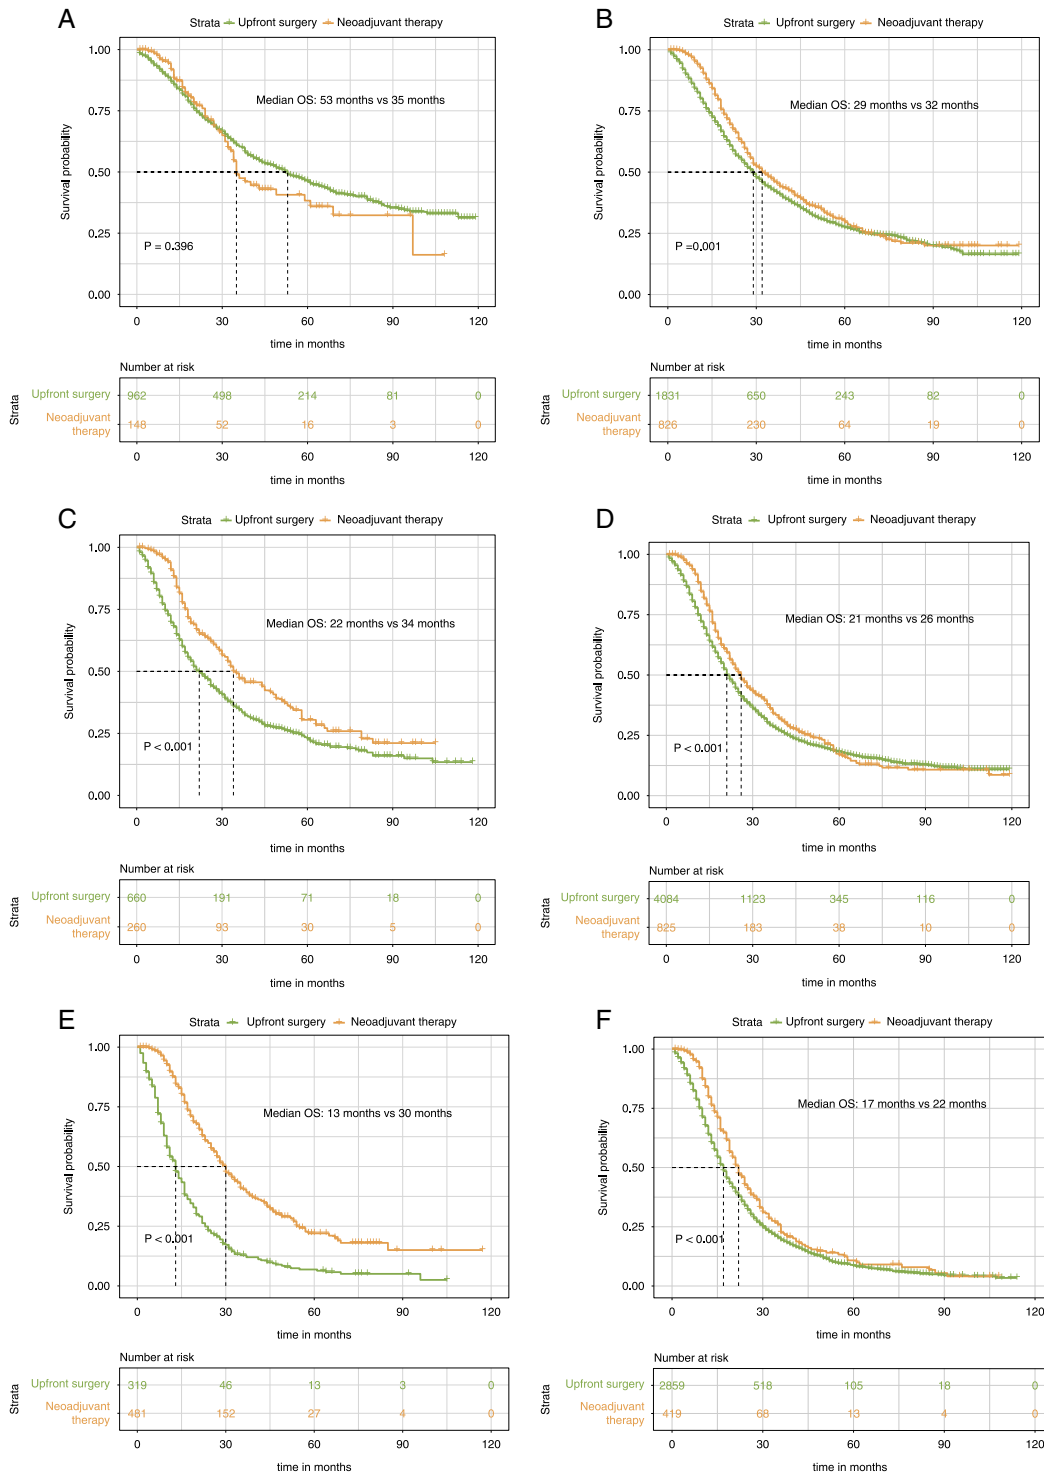 A
Strata Upfront surgery Neoadjuvant therapy
Survival probability
1.00
0.75
0.50
0.25
0.00
Median OS: 53 months vs 35 months
P = 0.396
0 30 60 90 120
time in months
Number at risk
Strata
Upfront surgery 962 498 214 81 0
Neoadjuvant
therapy 148 52 16 3 0
0 30 60 90 120
time in months
B
Strata Upfront surgery Neoadjuvant therapy
Survival probability
1.00
0.75
0.50
0.25
0.00
Median OS: 29 months vs 32 months
P =0.001
0 30 60 90 120
time in months
Number at risk
Strata
Upfront surgery 1831 650 243 82 0
Neoadjuvant
therapy 826 230 64 19 0
0 30 60 90 120
time in months
C
Strata Upfront surgery Neoadjuvant therapy
Survival probability
1.00
0.75
0.50
0.25
0.00
Median OS: 22 months vs 34 months
P < 0.001
0 30 60 90 120
time in months
Number at risk
Strata
Upfront surgery 660 191 71 18 0
Neoadjuvant
therapy 260 93 30 5 0
0 30 60 90 120
time in months
D
Strata Upfront surgery Neoadjuvant therapy
Survival probability
1.00
0.75
0.50
0.25
0.00
Median OS: 21 months vs 26 months
P < 0.001
0 30 60 90 120
time in months
Number at risk
Strata
Upfront surgery 4084 1123 345 116 0
Neoadjuvant
therapy 825 183 38 10 0
0 30 60 90 120
time in months
E
Strata Upfront surgery Neoadjuvant therapy
Survival probability
1.00
0.75
0.50
0.25
0.00
Median OS: 13 months vs 30 months
P < 0.001
0 30 60 90 120
time in months
Number at risk
Strata
Upfront surgery 319 46 13 3 0
Neoadjuvant
therapy 481 152 27 4 0
0 30 60 90 120
time in months
F
Strata Upfront surgery Neoadjuvant therapy
Survival probability
1.00
0.75
0.50
0.25
0.00
Median OS: 17 months vs 22 months
P < 0.001
0 30 60 90 120
time in months
Number at risk
Strata
Upfront surgery 2859 518 105 18 0
Neoadjuvant
therapy 419 68 13 4 0
0 30 60 90 120
time in months